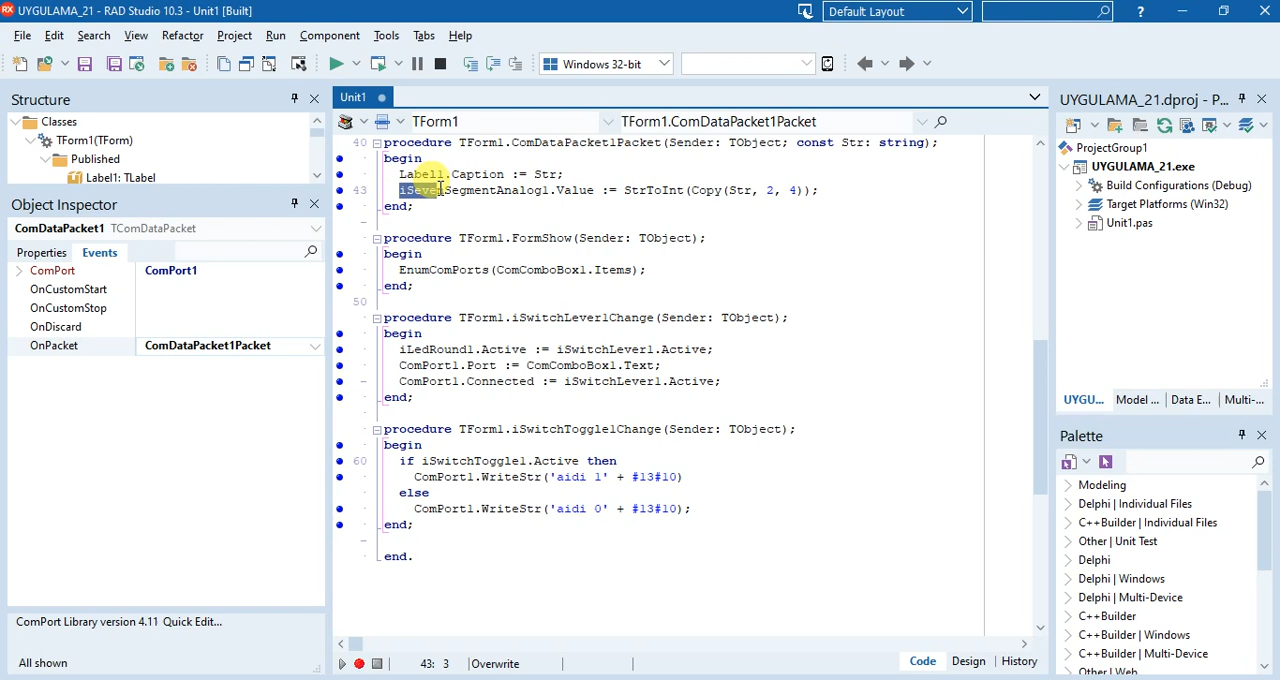 UYGULAMA_21 - RAD Studio 10.3 - Unit1 [Built]
Default Layout
File Edit Search View Refactor Project Run Component Tools Tabs Help
Windows 32-bit
Structure
Classes
TForm1(TForm)
Published
Label1: TLabel
Object Inspector
ComDataPacket1 TComDataPacket
Properties Events
ComPort ComPort1
OnCustomStart
OnCustomStop
OnDiscard
OnPacket ComDataPacket1Packet
ComPort Library version 4.11 Quick Edit...
All shown
Unit1
TForm1 TForm1.ComDataPacket1Packet
40 procedure TForm1.ComDataPacket1Packet(Sender: TObject; const Str: string);
begin
Label1.Caption := Str;
43 iSevenSegmentAnalog1.Value := StrToInt(Copy(Str, 2, 4));
end;
procedure TForm1.FormShow(Sender: TObject);
begin
EnumComPorts(ComComboBox1.Items);
end;
50
procedure TForm1.iSwitchLever1Change(Sender: TObject);
begin
iLedRound1.Active := iSwitchLever1.Active;
ComPort1.Port := ComComboBox1.Text;
ComPort1.Connected := iSwitchLever1.Active;
end;
procedure TForm1.iSwitchToggle1Change(Sender: TObject);
begin
60 if iSwitchToggle1.Active then
ComPort1.WriteStr('aidi 1' + #13#10)
else
ComPort1.WriteStr('aidi 0' + #13#10);
end;
end.
43: 3 Overwrite
Code Design History
UYGULAMA_21.dproj - P...
ProjectGroup1
UYGULAMA_21.exe
Build Configurations (Debug)
Target Platforms (Win32)
Unit1.pas
UYGU... Model ... Data E... Multi-...
Palette
Modeling
Delphi | Individual Files
C++Builder | Individual Files
Other | Unit Test
Delphi
Delphi | Windows
Delphi | Multi-Device
C++Builder
C++Builder | Windows
C++Builder | Multi-Device
Other | Web